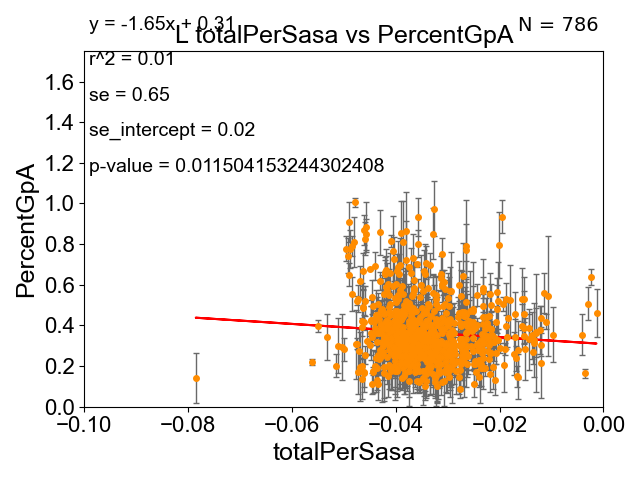 y = -1.65x + 0.31
N = 786
L totalPerSasa vs PercentGpA
r^2 = 0.01
se = 0.65
se_intercept = 0.02
p-value = 0.011504153244302408
PercentGpA
1.6
1.4
1.2
1.0
0.8
0.6
0.4
0.2
0.0
−0.10 −0.08 −0.06 −0.04 −0.02 0.00
totalPerSasa